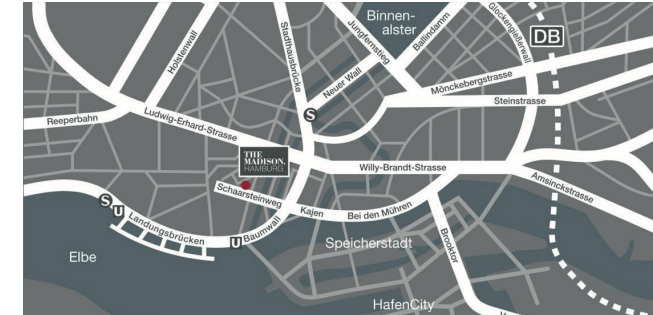 Binnen-
alster
DB
Glockengießerwall
Ballindamm
Jungfernstieg
Neuer Wall
Stadthausbrücke
Holstenwall
Mönckebergstrasse
Steinstrasse
S
Reeperbahn
Ludwig-Erhard-Strasse
THE
MADISON.
HAMBURG
Willy-Brandt-Strasse
Amsinckstrasse
Schaarsteinweg
Kajen
Bei den Mühren
S
U
Landungsbrücken
U
Baumwall
Speicherstadt
Brooktor
Elbe
HafenCity